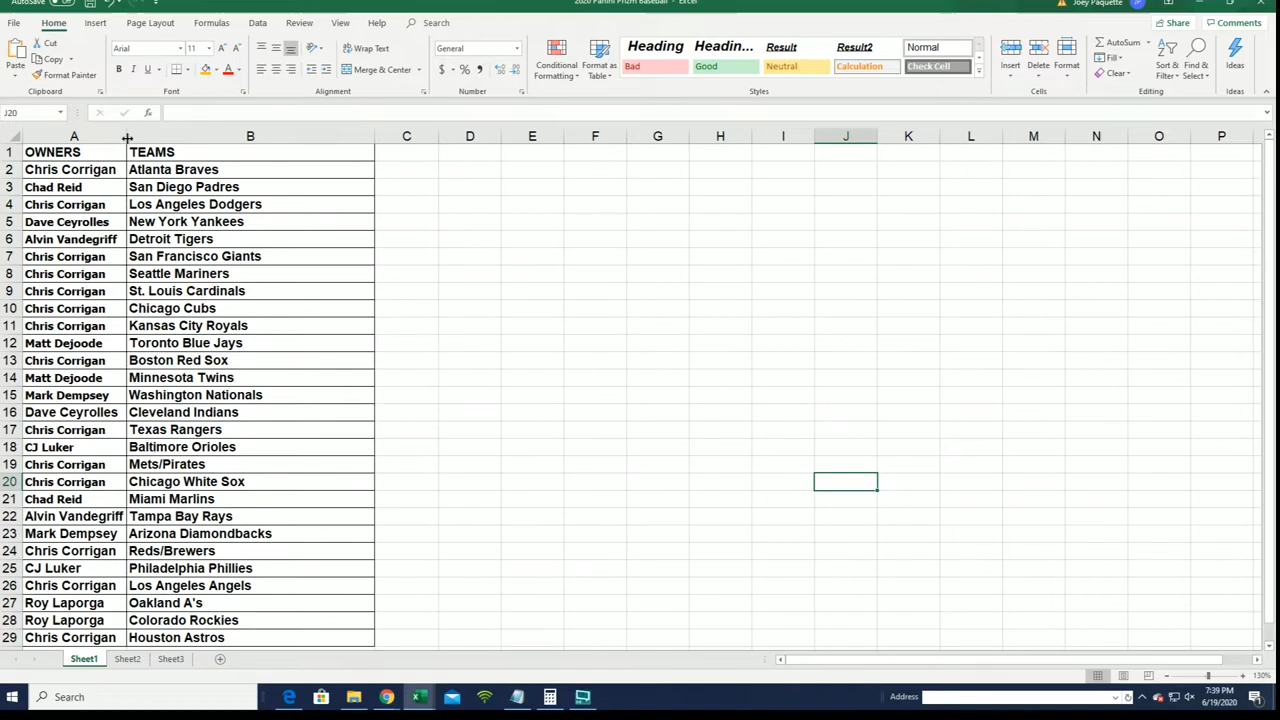 AutoSave Off 2020 Panini Prizm Baseball - Excel Joey Paquette JP
File Home Insert Page Layout Formulas Data Review View Help Search Share Comments
Cut Arial 11 Wrap Text General Heading Headin... Result Result2 Normal AutoSum
Copy Format Painter Merge & Center Bad Good Neutral Calculation Check Cell Fill Clear
Paste Conditional Formatting Format as Table Insert Delete Format Sort & Filter Find & Select Ideas
Clipboard Font Alignment Number Styles Cells Editing Ideas
J20 fx
A B C D E F G H I J K L M N O P
1 OWNERS TEAMS
2 Chris Corrigan Atlanta Braves
3 Chad Reid San Diego Padres
4 Chris Corrigan Los Angeles Dodgers
5 Dave Ceyrolles New York Yankees
6 Alvin Vandegriff Detroit Tigers
7 Chris Corrigan San Francisco Giants
8 Chris Corrigan Seattle Mariners
9 Chris Corrigan St. Louis Cardinals
10 Chris Corrigan Chicago Cubs
11 Chris Corrigan Kansas City Royals
12 Matt Dejoode Toronto Blue Jays
13 Chris Corrigan Boston Red Sox
14 Matt Dejoode Minnesota Twins
15 Mark Dempsey Washington Nationals
16 Dave Ceyrolles Cleveland Indians
17 Chris Corrigan Texas Rangers
18 CJ Luker Baltimore Orioles
19 Chris Corrigan Mets/Pirates
20 Chris Corrigan Chicago White Sox
21 Chad Reid Miami Marlins
22 Alvin Vandegriff Tampa Bay Rays
23 Mark Dempsey Arizona Diamondbacks
24 Chris Corrigan Reds/Brewers
25 CJ Luker Philadelphia Phillies
26 Chris Corrigan Los Angeles Angels
27 Roy Laporga Oakland A's
28 Roy Laporga Colorado Rockies
29 Chris Corrigan Houston Astros
Sheet1 Sheet2 Sheet3
130%
Search Address 7:39 PM
6/19/2020